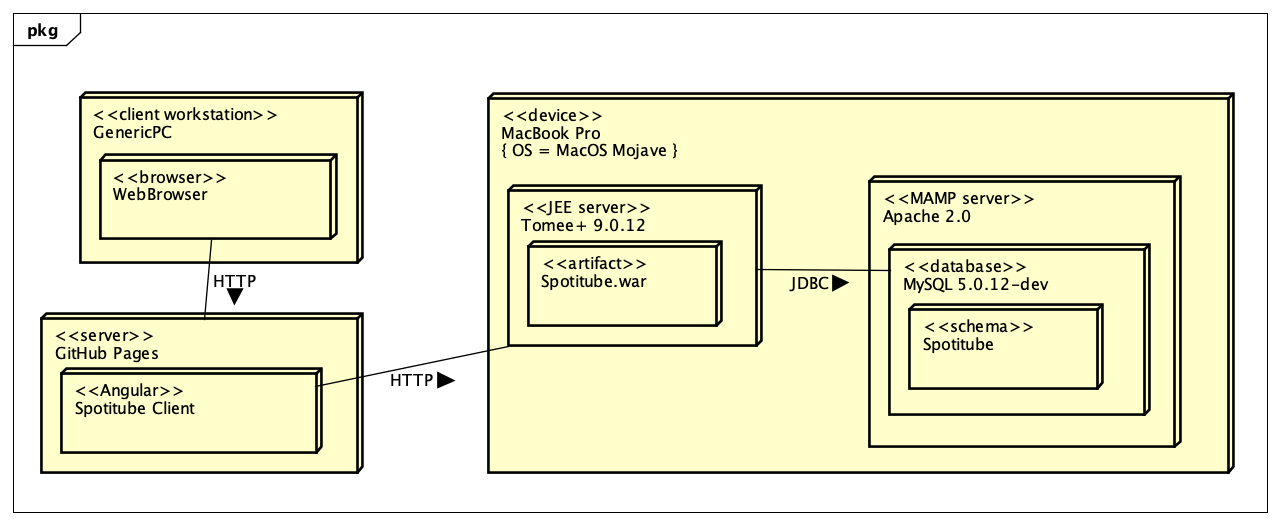 pkg
<<client workstation>>
GenericPC
<<browser>>
WebBrowser
HTTP
<<server>>
GitHub Pages
<<Angular>>
Spotitube Client
HTTP
<<device>>
MacBook Pro
{ OS = MacOS Mojave }
<<JEE server>>
Tomee+ 9.0.12
<<artifact>>
Spotitube.war
JDBC
<<MAMP server>>
Apache 2.0
<<database>>
MySQL 5.0.12-dev
<<schema>>
Spotitube